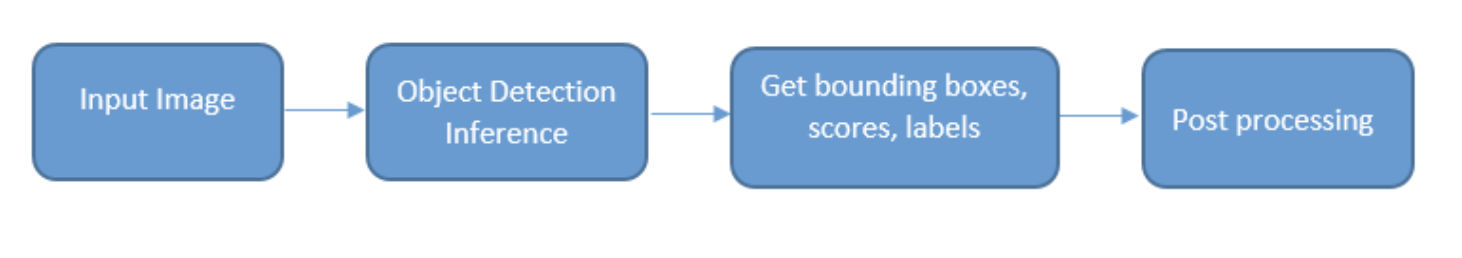 Input Image
Object Detection
Inference
Get bounding boxes,
scores, labels
Post processing